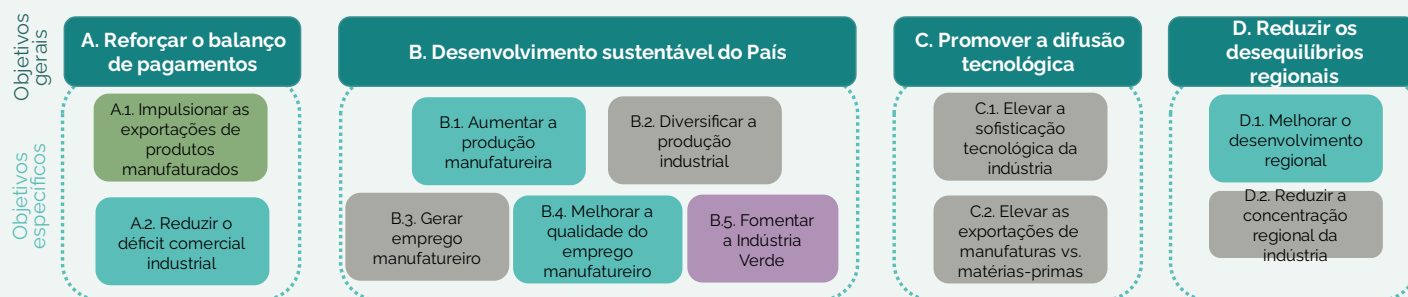 Objetivos
gerais
A. Reforçar o balanço
de pagamentos
B. Desenvolvimento sustentável do País
C. Promover a difusão
tecnológica
D. Reduzir os
desequilíbrios
regionais
Objetivos
específicos
A.1. Impulsionar as
exportações de
produtos
manufaturados
A.2. Reduzir o
déficit comercial
industrial
B.1. Aumentar a
produção
manufatureira
B.2. Diversificar a
produção
industrial
B.3. Gerar
emprego
manufatureiro
B.4. Melhorar a
qualidade do
emprego
manufatureiro
B.5. Fomentar
a Indústria
Verde
C.1. Elevar a
sofisticação
tecnológica da
indústria
C.2. Elevar as
exportações de
manufaturas vs.
matérias-primas
D.1. Melhorar o
desenvolvimento
regional
D.2. Reduzir a
concentração
regional da
indústria